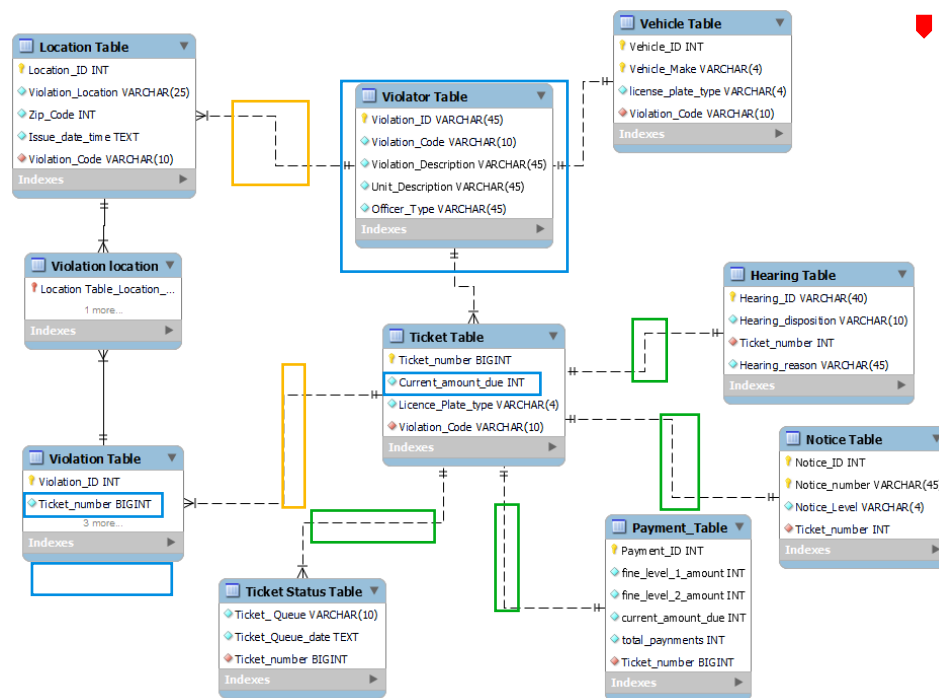 Location Table
Location_ID INT
Violation_Location VARCHAR(25)
Zip_Code INT
Issue_date_time TEXT
Violation_Code VARCHAR(10)
Indexes
Violator Table
Violation_ID VARCHAR(45)
Violation_Code VARCHAR(10)
Violation_Description VARCHAR(45)
Unit_Description VARCHAR(45)
Officer_Type VARCHAR(45)
Indexes
Vehicle Table
Vehicle_ID INT
Vehicle_Make VARCHAR(4)
license_plate_type VARCHAR(4)
Violation_Code VARCHAR(10)
Indexes
Violation location
Location Table_Location_...
1 more...
Indexes
Ticket Table
Ticket_number BIGINT
Current_amount_due INT
Licence_Plate_type VARCHAR(4)
Violation_Code VARCHAR(10)
Indexes
Hearing Table
Hearing_ID VARCHAR(40)
Hearing_disposition VARCHAR(10)
Ticket_number INT
Hearing_reason VARCHAR(45)
Indexes
Violation Table
Violation_ID INT
Ticket_number BIGINT
3 more...
Indexes
Notice Table
Notice_ID INT
Notice_number VARCHAR(45)
Notice_Level VARCHAR(4)
Ticket_number INT
Indexes
Ticket Status Table
Ticket_ Queue VARCHAR(10)
Ticket_Queue_date TEXT
Ticket_number BIGINT
Indexes
Payment_Table
Payment_ID INT
fine_level_1_amount INT
fine_level_2_amount INT
current_amount_due INT
total_paynments INT
Ticket_number BIGINT
Indexes